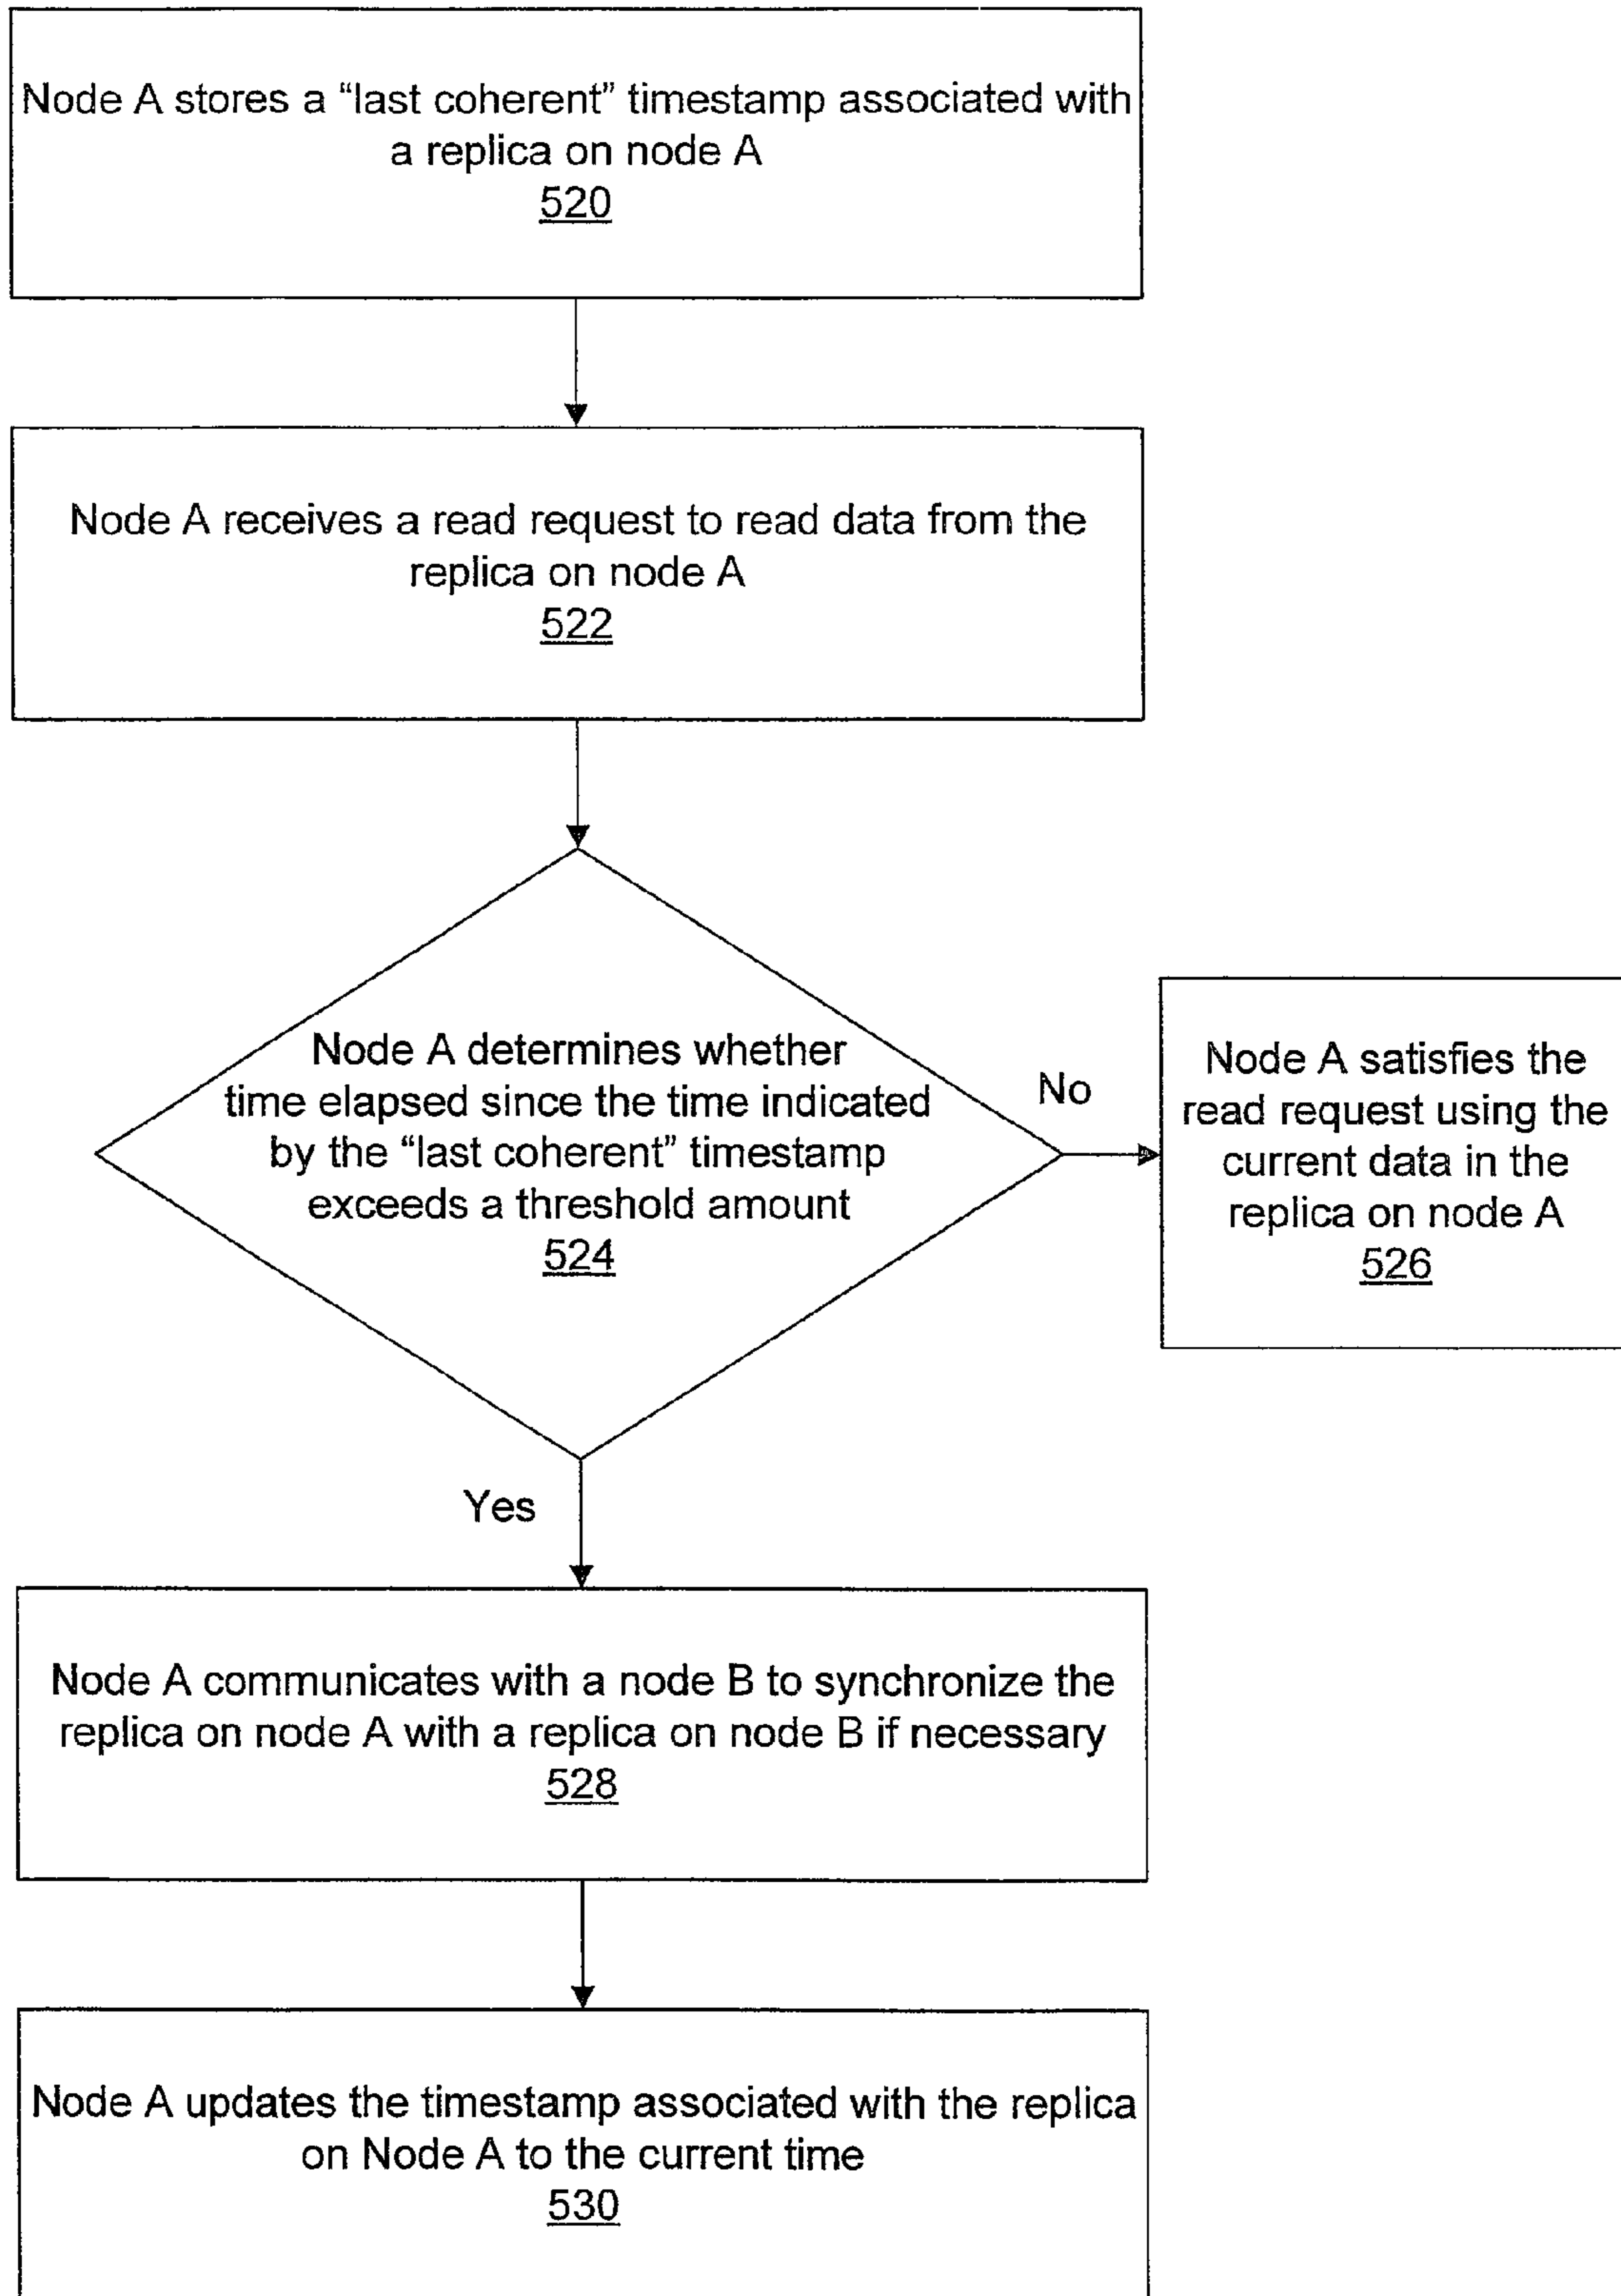 Node A stores a “last coherent” timestamp associated with
a replica on node A
520
Node A receives a read request to read data from the
replica on node A
522
Node A determines whether
time elapsed since the time indicated
by the “last coherent” timestamp
exceeds a threshold amount
524
No
Node A satisfies the
read request using the
current data in the
replica on node A
526
Yes
Node A communicates with a node B to synchronize the
replica on node A with a replica on node B if necessary
528
Node A updates the timestamp associated with the replica
on Node A to the current time
530